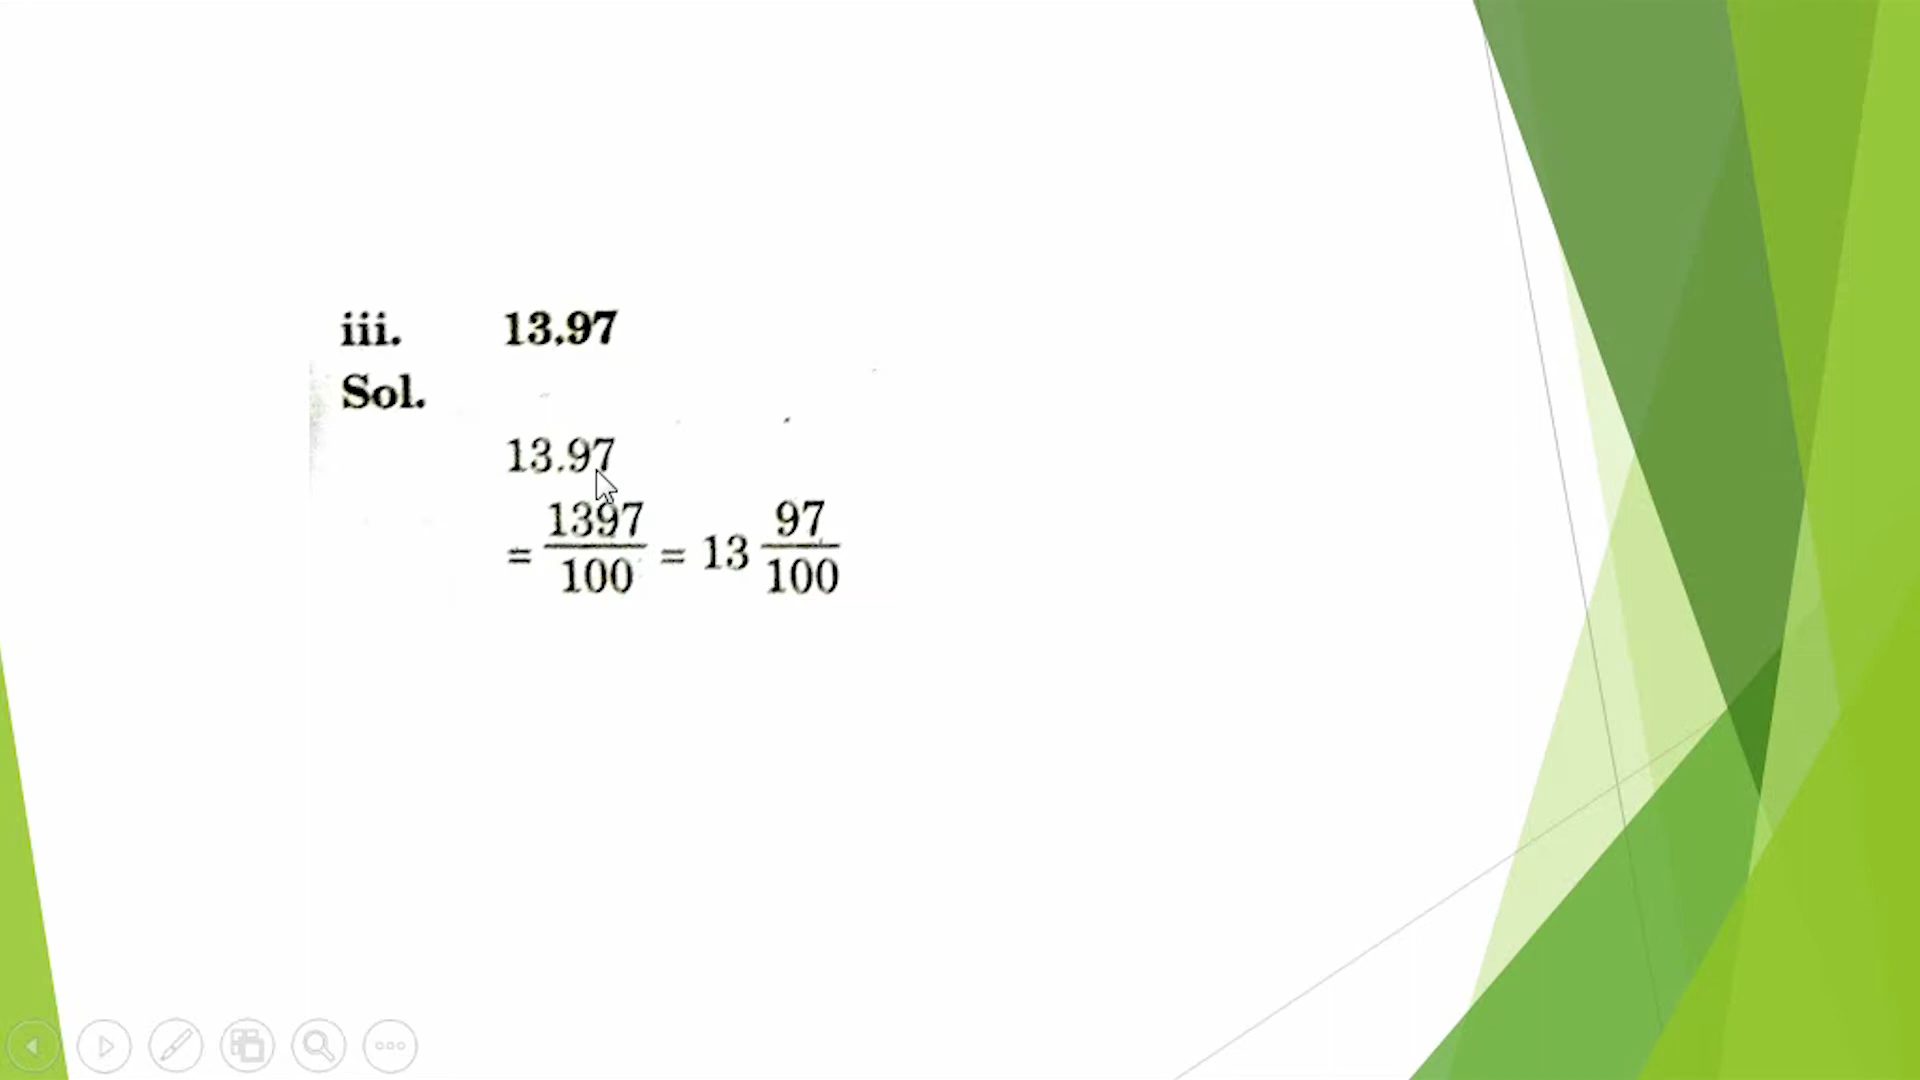 iii. 13.97
Sol.
13.97
= 1397/100 = 13 97/100